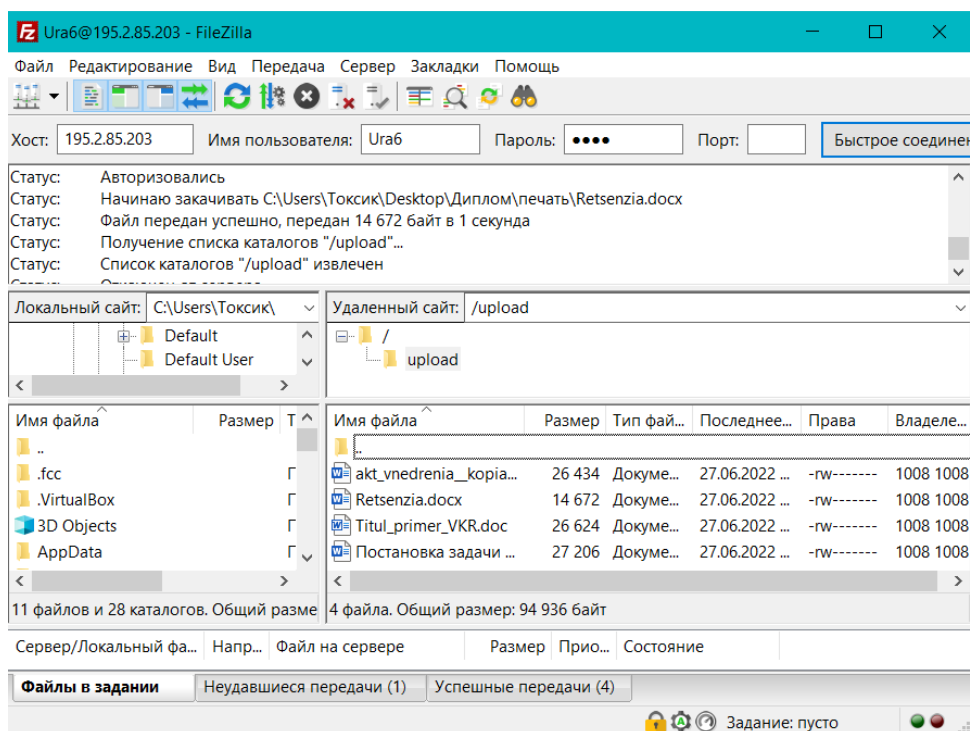 Ura6@195.2.85.203 - FileZilla
Файл Редактирование Вид Передача Сервер Закладки Помощь
Хост: 195.2.85.203 Имя пользователя: Ura6 Пароль: •••• Порт: Быстрое соединен
Статус: Авторизовались
Статус: Начинаю закачивать C:\Users\Токсик\Desktop\Диплом\печать\Retsenzia.docx
Статус: Файл передан успешно, передан 14 672 байт в 1 секунда
Статус: Получение списка каталогов "/upload"...
Статус: Список каталогов "/upload" извлечен
Локальный сайт: C:\Users\Токсик\ Удаленный сайт: /upload
Default /
Default User upload
Имя файла Размер Т Имя файла Размер Тип фай... Последнее... Права Владеле...
.. ..
.fcc Г akt_vnedrenia__kopia... 26 434 Докуме... 27.06.2022 ... -rw------- 1008 1008
.VirtualBox Г Retsenzia.docx 14 672 Докуме... 27.06.2022 ... -rw------- 1008 1008
3D Objects Г Titul_primer_VKR.doc 26 624 Докуме... 27.06.2022 ... -rw------- 1008 1008
AppData Г Постановка задачи ... 27 206 Докуме... 27.06.2022 ... -rw------- 1008 1008
11 файлов и 28 каталогов. Общий разме 4 файла. Общий размер: 94 936 байт
Сервер/Локальный фа... Напр... Файл на сервере Размер Прио... Состояние
Файлы в задании Неудавшиеся передачи (1) Успешные передачи (4)
Задание: пусто